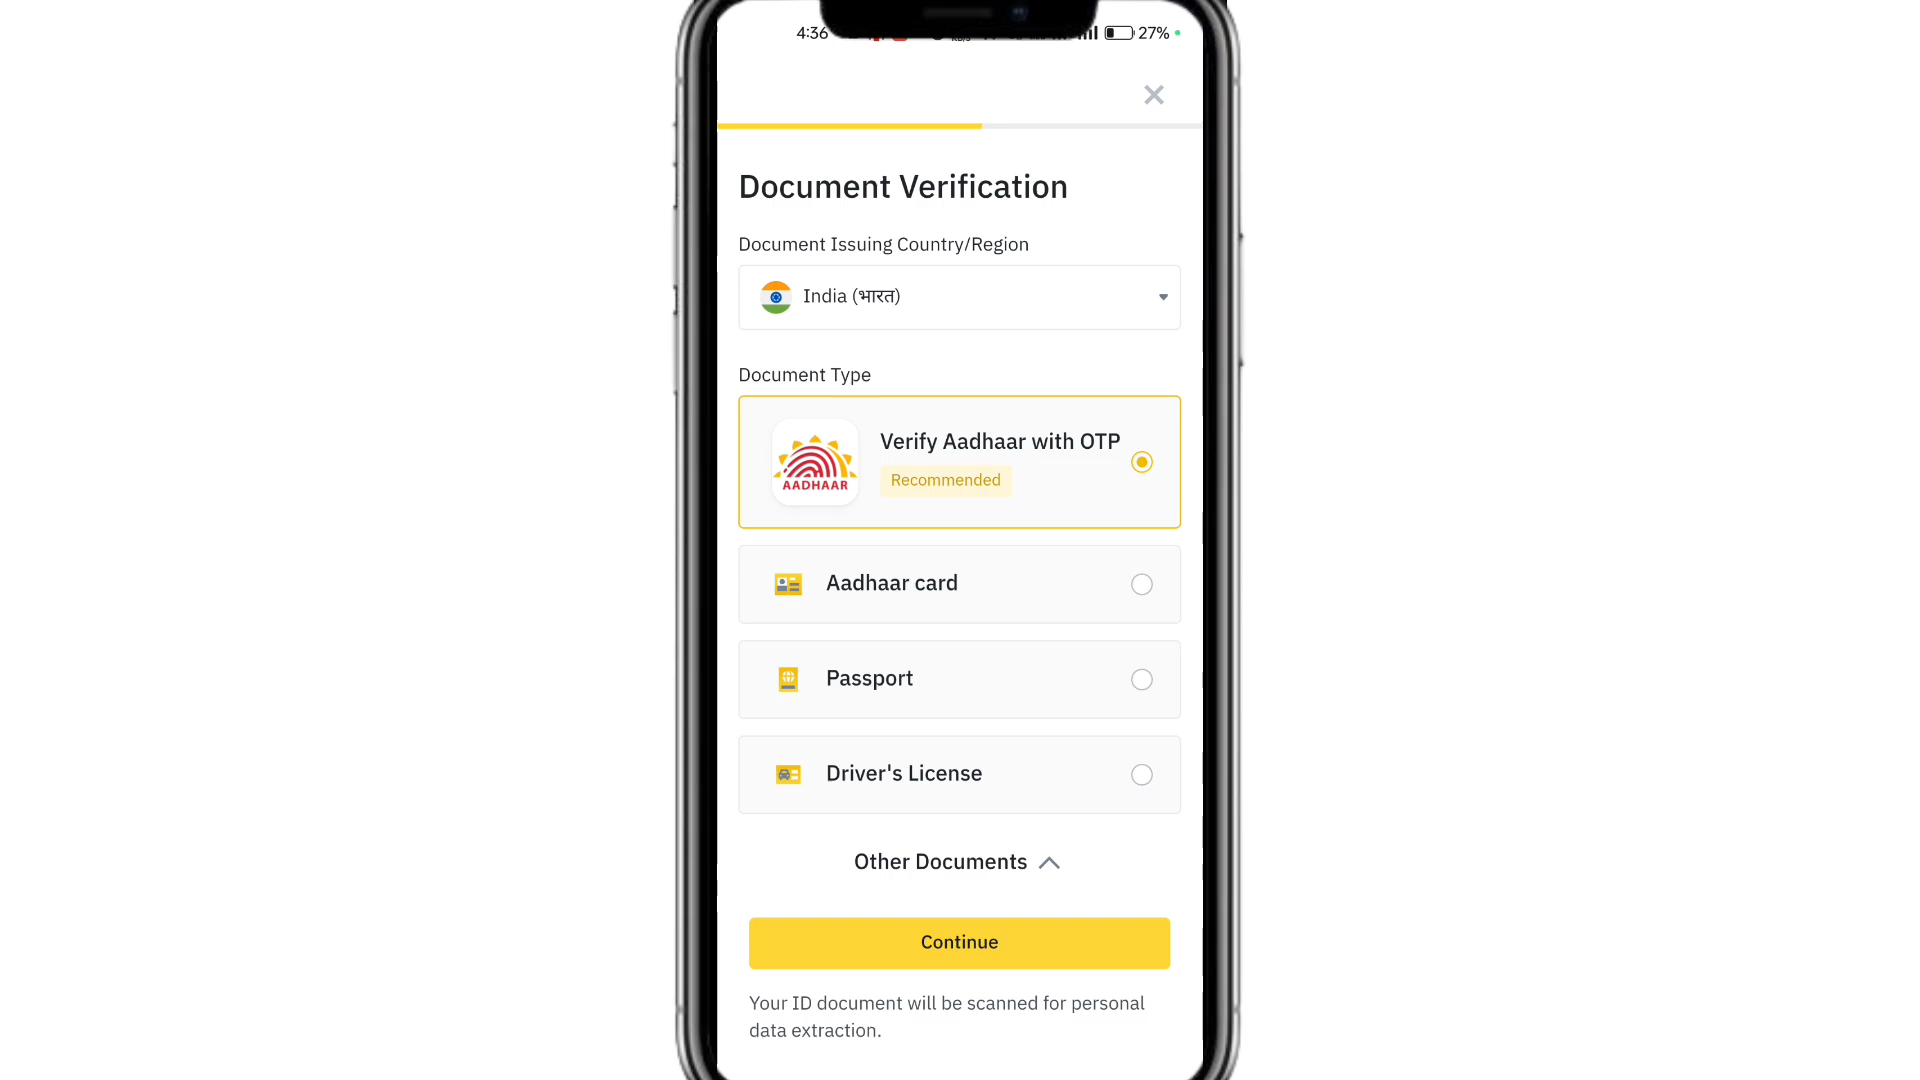 4:36
27%
Document Verification
Document Issuing Country/Region
India (भारत)
Document Type
AADHAAR
Verify Aadhaar with OTP
Recommended
Aadhaar card
Passport
Driver's License
Other Documents
Continue
Your ID document will be scanned for personal
data extraction.